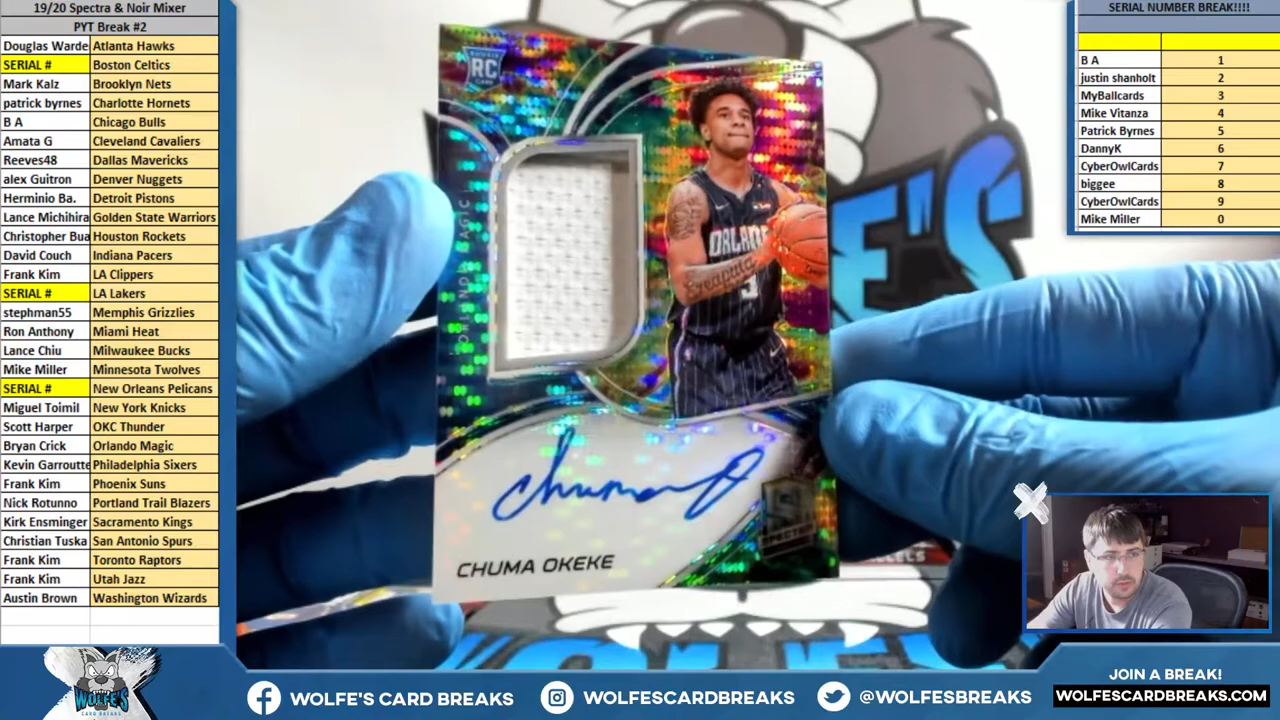 19/20 Spectra & Noir Mixer
PYT Break #2
Douglas Warde Atlanta Hawks
SERIAL # Boston Celtics
Mark Kalz Brooklyn Nets
patrick byrnes Charlotte Hornets
B A Chicago Bulls
Amata G Cleveland Cavaliers
Reeves48 Dallas Mavericks
alex Guitron Denver Nuggets
Herminio Ba. Detroit Pistons
Lance Michihira Golden State Warriors
Christopher Bua Houston Rockets
David Couch Indiana Pacers
Frank Kim LA Clippers
SERIAL # LA Lakers
stephman55 Memphis Grizzlies
Ron Anthony Miami Heat
Lance Chiu Milwaukee Bucks
Mike Miller Minnesota Twolves
SERIAL # New Orleans Pelicans
Miguel Toimil New York Knicks
Scott Harper OKC Thunder
Bryan Crick Orlando Magic
Kevin Garroutte Philadelphia Sixers
Frank Kim Phoenix Suns
Nick Rotunno Portland Trail Blazers
Kirk Ensminger Sacramento Kings
Christian Tuska San Antonio Spurs
Frank Kim Toronto Raptors
Frank Kim Utah Jazz
Austin Brown Washington Wizards
SERIAL NUMBER BREAK!!!!
B A 1
justin shanholt 2
MyBallcards 3
Mike Vitanza 4
Patrick Byrnes 5
DannyK 6
CyberOwlCards 7
biggee 8
CyberOwlCards 9
Mike Miller 0
RC
ORLANDO MAGIC
ORLAND
3
CHUMA OKEKE
SPECTRA
WOLFE'S
CARD BREAKS
WOLFE'S CARD BREAKS
WOLFESCARDBREAKS
@WOLFESBREAKS
JOIN A BREAK!
WOLFESCARDBREAKS.COM